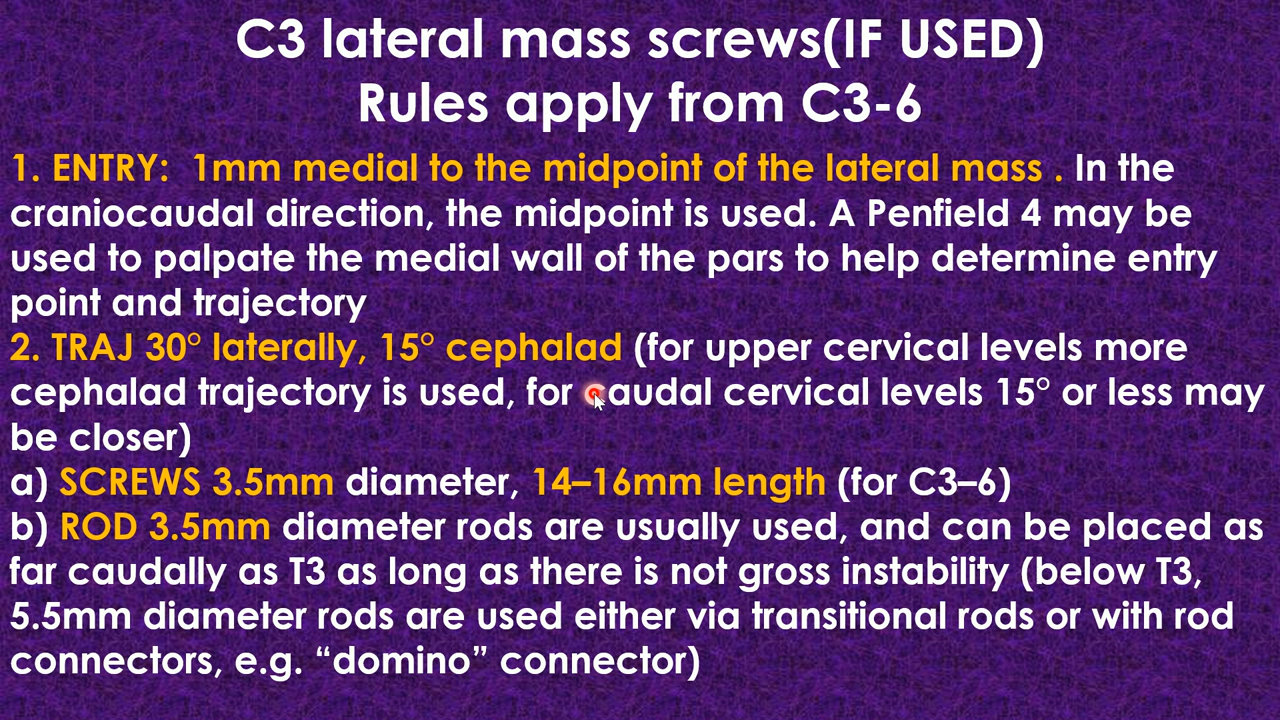 C3 lateral mass screws(IF USED)
Rules apply from C3-6
1. ENTRY:  1mm medial to the midpoint of the lateral mass . In the
craniocaudal direction, the midpoint is used. A Penfield 4 may be
used to palpate the medial wall of the pars to help determine entry
point and trajectory
2. TRAJ 30° laterally, 15° cephalad (for upper cervical levels more
cephalad trajectory is used, for caudal cervical levels 15° or less may
be closer)
a) SCREWS 3.5mm diameter, 14–16mm length (for C3–6)
b) ROD 3.5mm diameter rods are usually used, and can be placed as
far caudally as T3 as long as there is not gross instability (below T3,
5.5mm diameter rods are used either via transitional rods or with rod
connectors, e.g. “domino” connector)